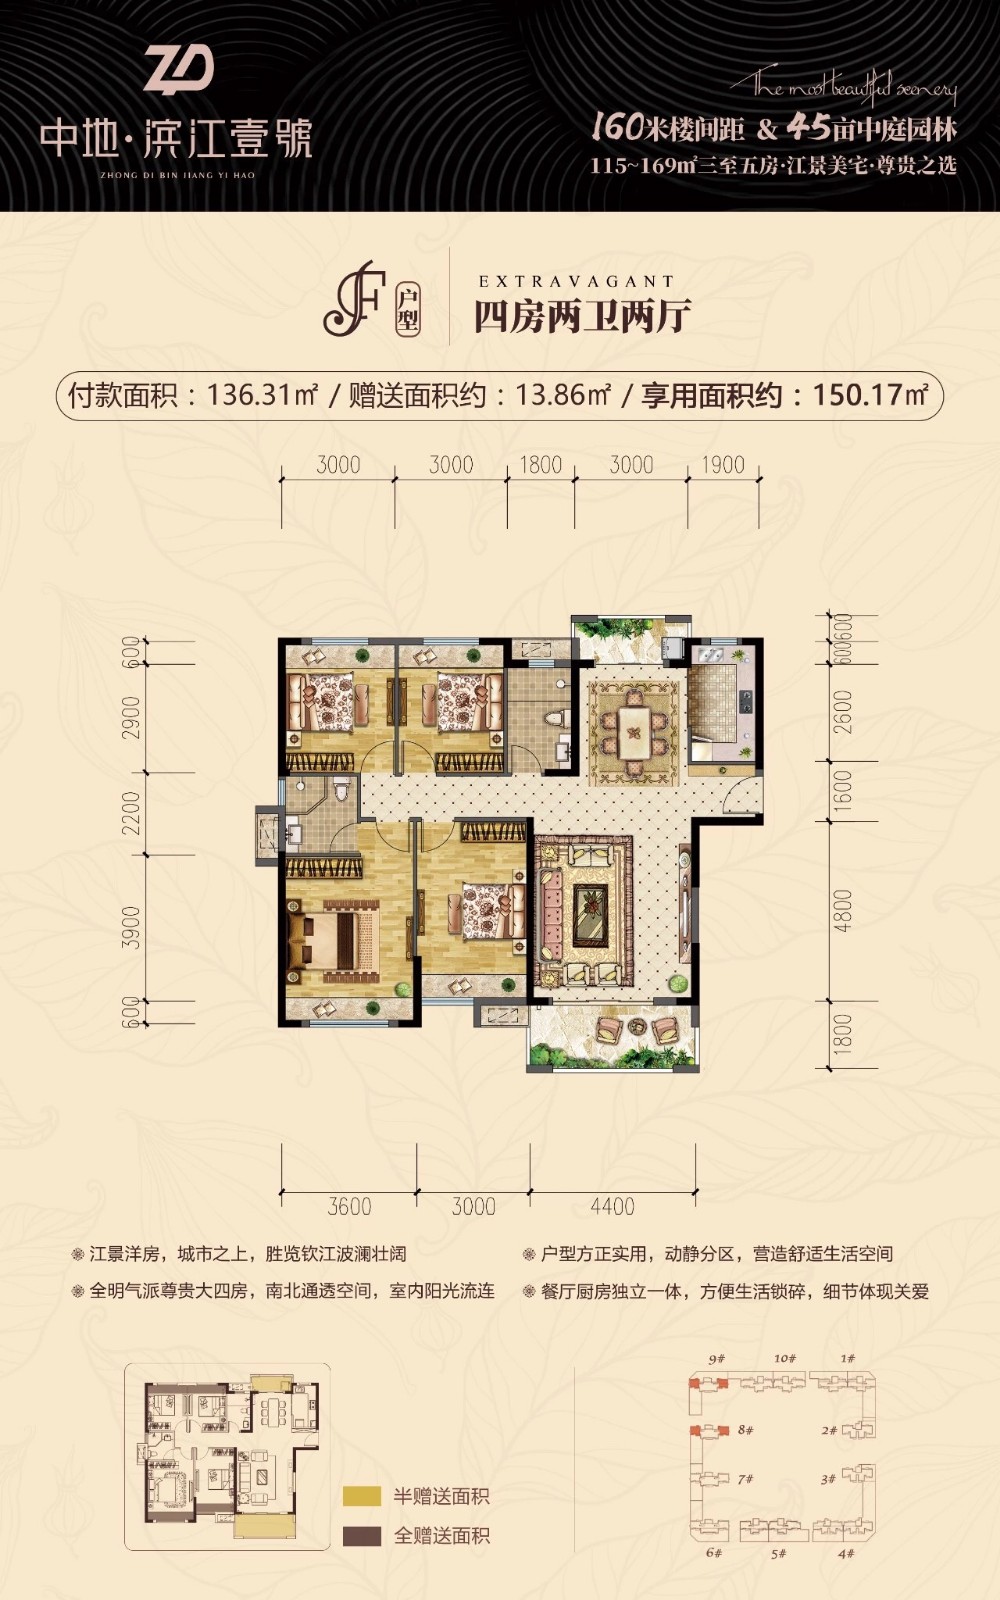 ZD
中地·滨江壹號
ZHONG DI BIN JIANG YI HAO
The most beautiful scenery
160米楼间距 & 45亩中庭园林
115~169㎡三至五房·江景美宅·尊贵之选
F户型
EXTRAVAGANT
四房两卫两厅
付款面积：136.31㎡ / 赠送面积约：13.86㎡ / 享用面积约：150.17㎡
3000 3000 1800 3000 1900
600 2900 2200 3900 600
600 600 2600 1600 4800 1800
3600 3000 4400
江景洋房，城市之上，胜览钦江波澜壮阔
全明气派尊贵大四房，南北通透空间，室内阳光流连
户型方正实用，动静分区，营造舒适生活空间
餐厅厨房独立一体，方便生活锁碎，细节体现关爱
半赠送面积
全赠送面积
9# 10# 1#
8# 2#
7# 3#
6# 5# 4#